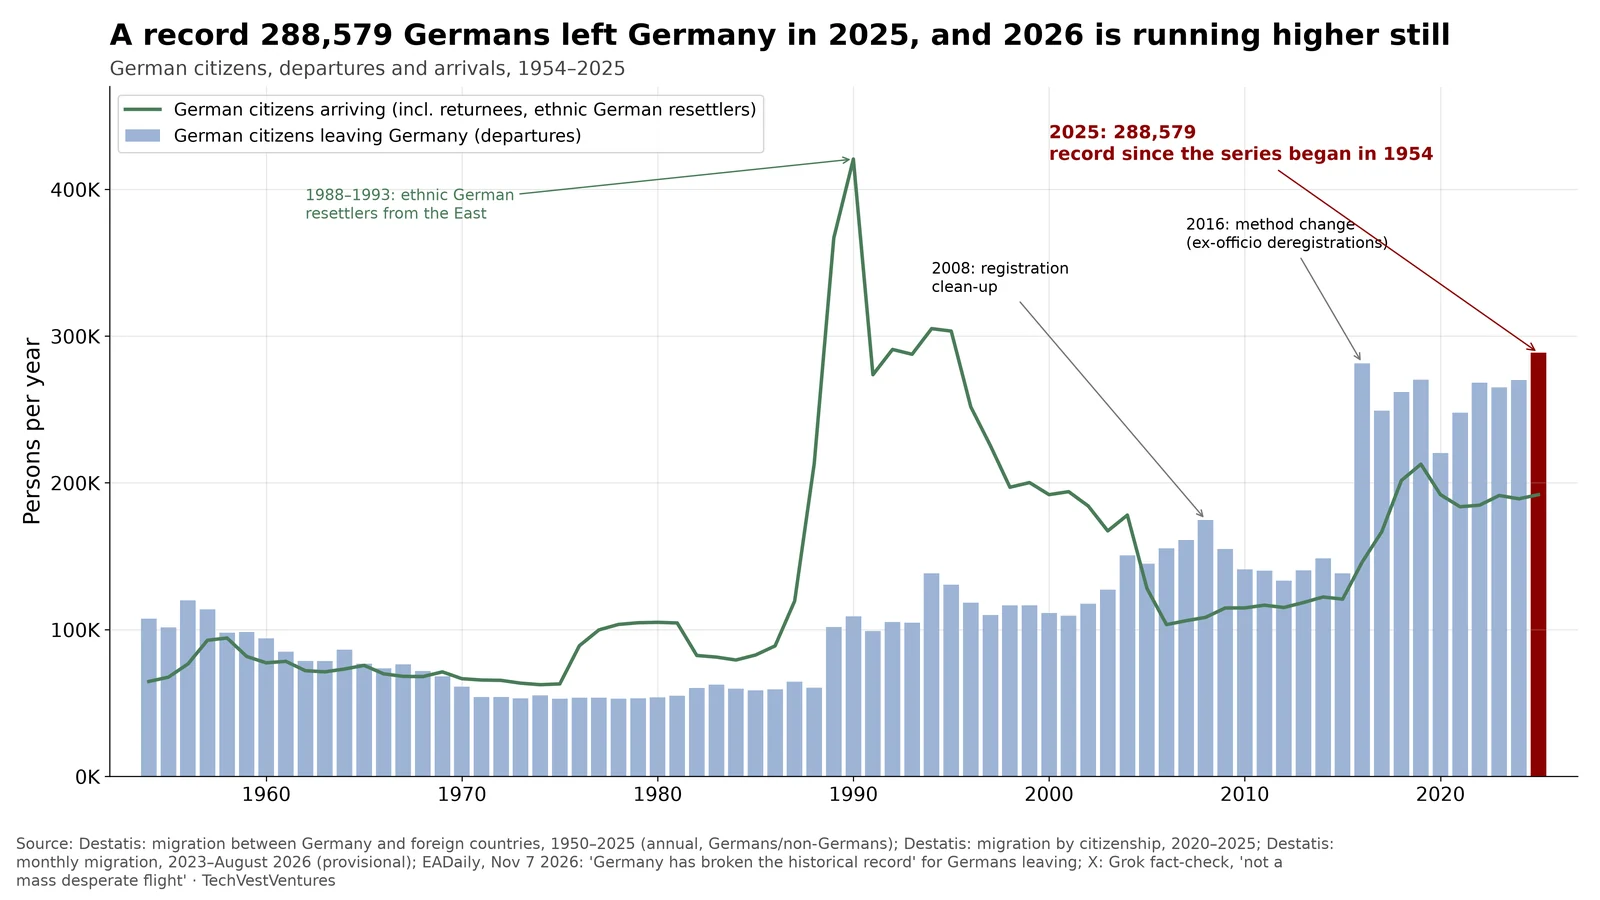 A record 288,579 Germans left Germany in 2025, and 2026 is running higher still
German citizens, departures and arrivals, 1954–2025
German citizens arriving (incl. returnees, ethnic German resettlers)
German citizens leaving Germany (departures)
2025: 288,579
record since the series began in 1954
1988–1993: ethnic German
resettlers from the East
2016: method change
(ex-officio deregistrations)
2008: registration
clean-up
Persons per year
400K
300K
200K
100K
0K
1960
1970
1980
1990
2000
2010
2020
Source: Destatis: migration between Germany and foreign countries, 1950–2025 (annual, Germans/non-Germans); Destatis: migration by citizenship, 2020–2025; Destatis:
monthly migration, 2023–August 2026 (provisional); EADaily, Nov 7 2026: 'Germany has broken the historical record' for Germans leaving; X: Grok fact-check, 'not a
mass desperate flight' · TechVestVentures